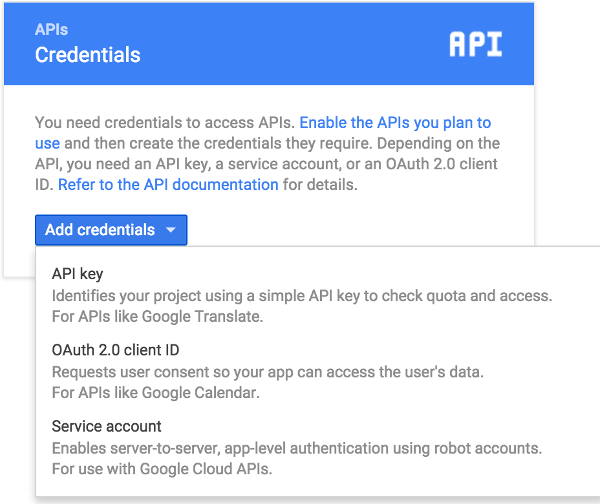 APIs
Credentials
API
You need credentials to access APIs. Enable the APIs you plan to
use and then create the credentials they require. Depending on the
API, you need an API key, a service account, or an OAuth 2.0 client
ID. Refer to the API documentation for details.
Add credentials
API key
Identifies your project using a simple API key to check quota and access.
For APIs like Google Translate.
OAuth 2.0 client ID
Requests user consent so your app can access the user's data.
For APIs like Google Calendar.
Service account
Enables server-to-server, app-level authentication using robot accounts.
For use with Google Cloud APIs.